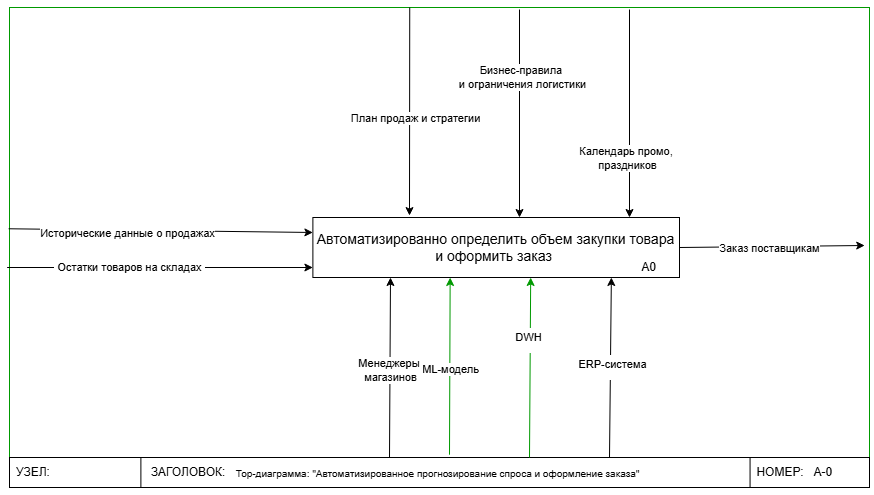 Бизнес-правила
и ограничения логистики
План продаж и стратегии
Календарь промо,
праздников
Исторические данные о продажах
Остатки товаров на складах
Автоматизированно определить объем закупки товара
и оформить заказ
A0
Заказ поставщикам
Менеджеры
магазинов
ML-модель
DWH
ERP-система
УЗЕЛ:
ЗАГОЛОВОК: Top-диаграмма: "Автоматизированное прогнозирование спроса и оформление заказа"
НОМЕР: A-0